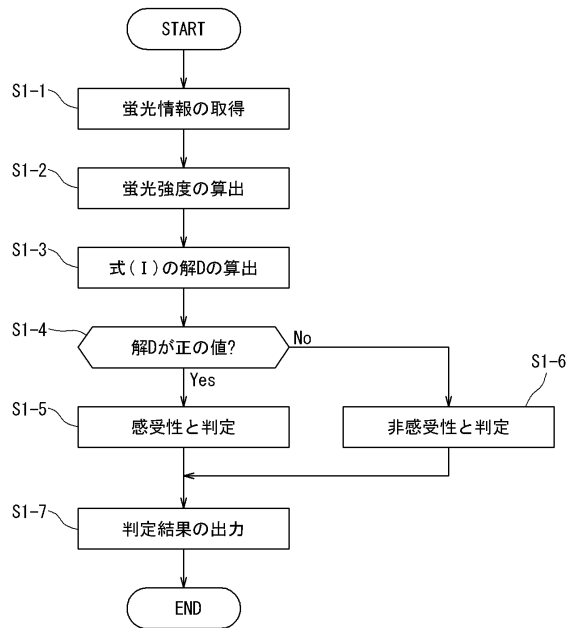 START
S1-1
蛍光情報の取得
S1-2
蛍光強度の算出
S1-3
式(I)の解Dの算出
S1-4
解Dが正の値?
No
Yes
S1-5
感受性と判定
S1-6
非感受性と判定
S1-7
判定結果の出力
END